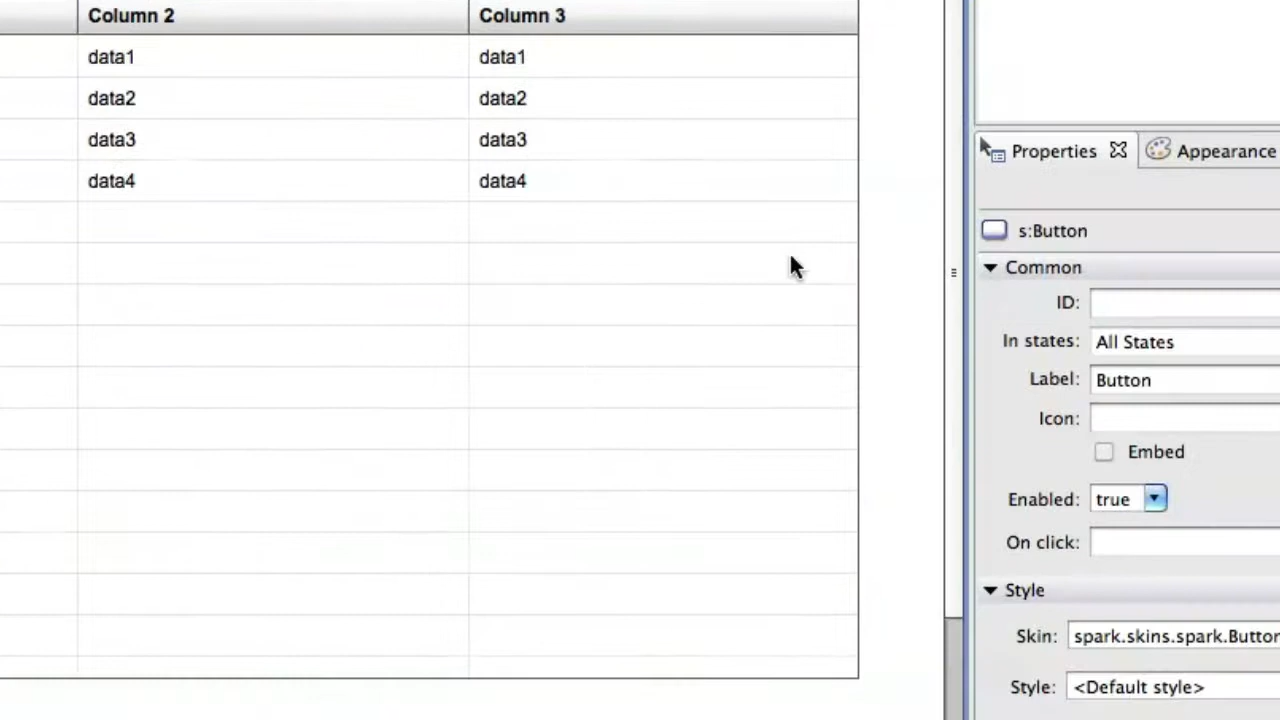 Column 2 Column 3
data1 data1
data2 data2
data3 data3
data4 data4
Properties Appearance
s:Button
Common
ID:
In states: All States
Label: Button
Icon:
Embed
Enabled: true
On click:
Style
Skin: spark.skins.spark.Button
Style: <Default style>